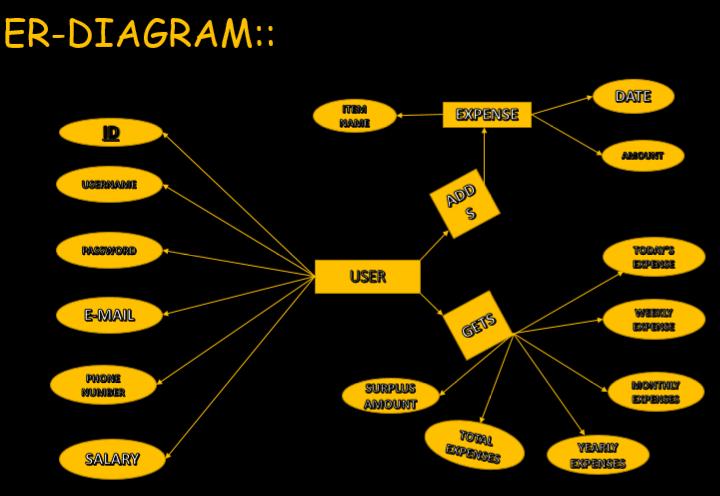 ER-DIAGRAM::
ID
USERNAME
PASSWORD
E-MAIL
PHONE
NUMBER
SALARY
USER
ADD
S
GETS
ITEM
NAME
EXPENSE
DATE
AMOUNT
TODAY'S
EXPENSE
WEEKLY
EXPENSE
MONTHLY
EXPENSES
YEARLY
EXPENSES
TOTAL
EXPENSES
SURPLUS
AMOUNT